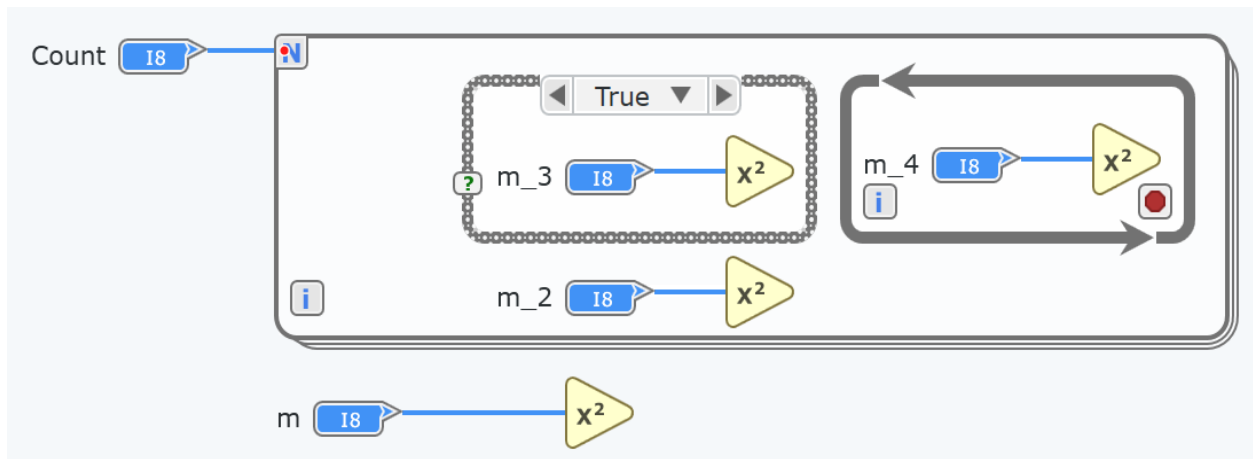 Count I8 N
True
m_3 I8 x²
? 
m_4 I8 x²
i
i
m_2 I8 x²
m I8 x²